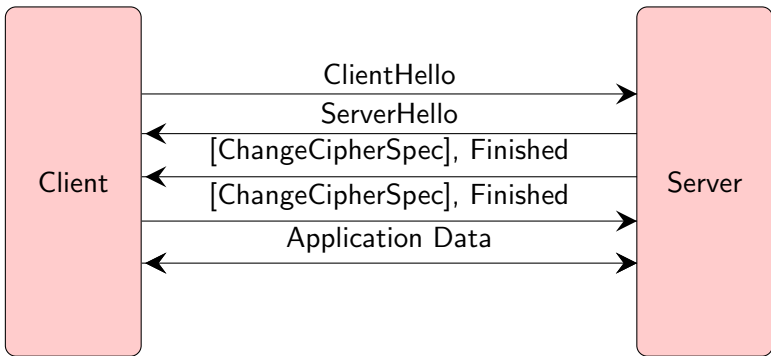 ClientHello
ServerHello
[ChangeCipherSpec], Finished
Client
[ChangeCipherSpec], Finished
Server
Application Data